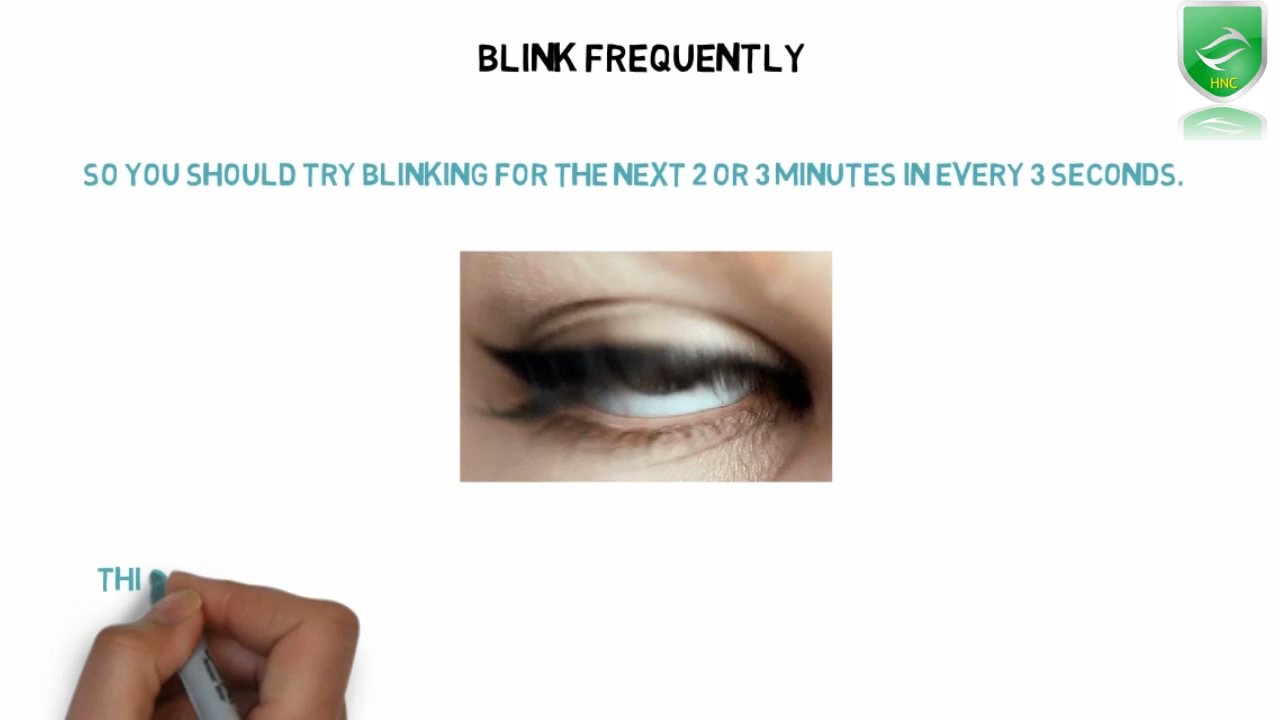 HNC
BLINK FREQUENTLY
SO YOU SHOULD TRY BLINKING FOR THE NEXT 2 OR 3 MINUTES IN EVERY 3 SECONDS.
THI